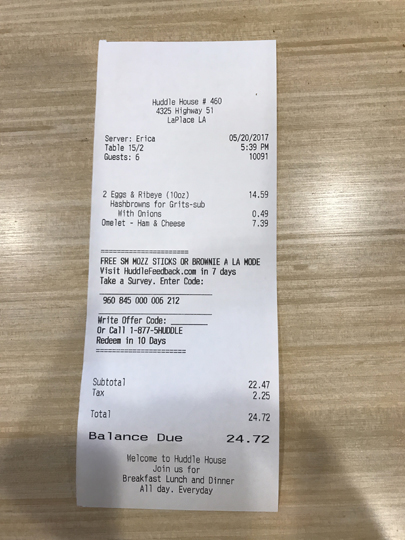 Huddle House # 460
4325 Highway 51
LaPlace LA
Server: Erica 05/20/2017
Table 15/2 5:39 PM
Guests: 6 10091
2 Eggs & Ribeye (10oz) 14.59
Hashbrowns for Grits-sub
With Onions 0.49
Omelet - Ham & Cheese 7.39
======================
FREE SM MOZZ STICKS OR BROWNIE A LA MODE
Visit HuddleFeedback.com in 7 days
Take a Survey. Enter Code:
960 845 000 006 212
Write Offer Code: ________
Or Call 1-877-5HUDDLE
Redeem in 10 Days
======================
Subtotal 22.47
Tax 2.25
Total 24.72
Balance Due 24.72
Welcome to Huddle House
Join us for
Breakfast Lunch and Dinner
All day. Everyday